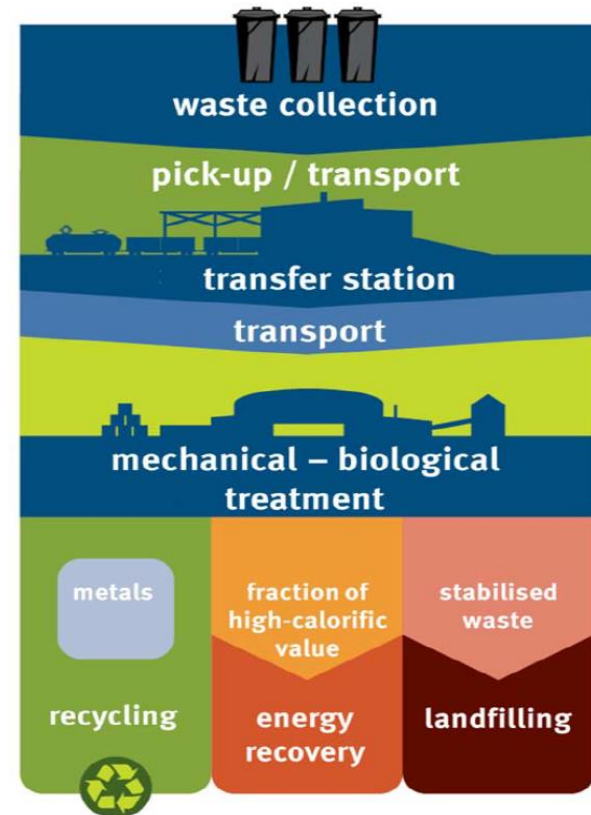 waste collection
pick-up / transport
transfer station
transport
mechanical – biological
treatment
metals
recycling
fraction of
high-calorific
value
energy
recovery
stabilised
waste
landfilling